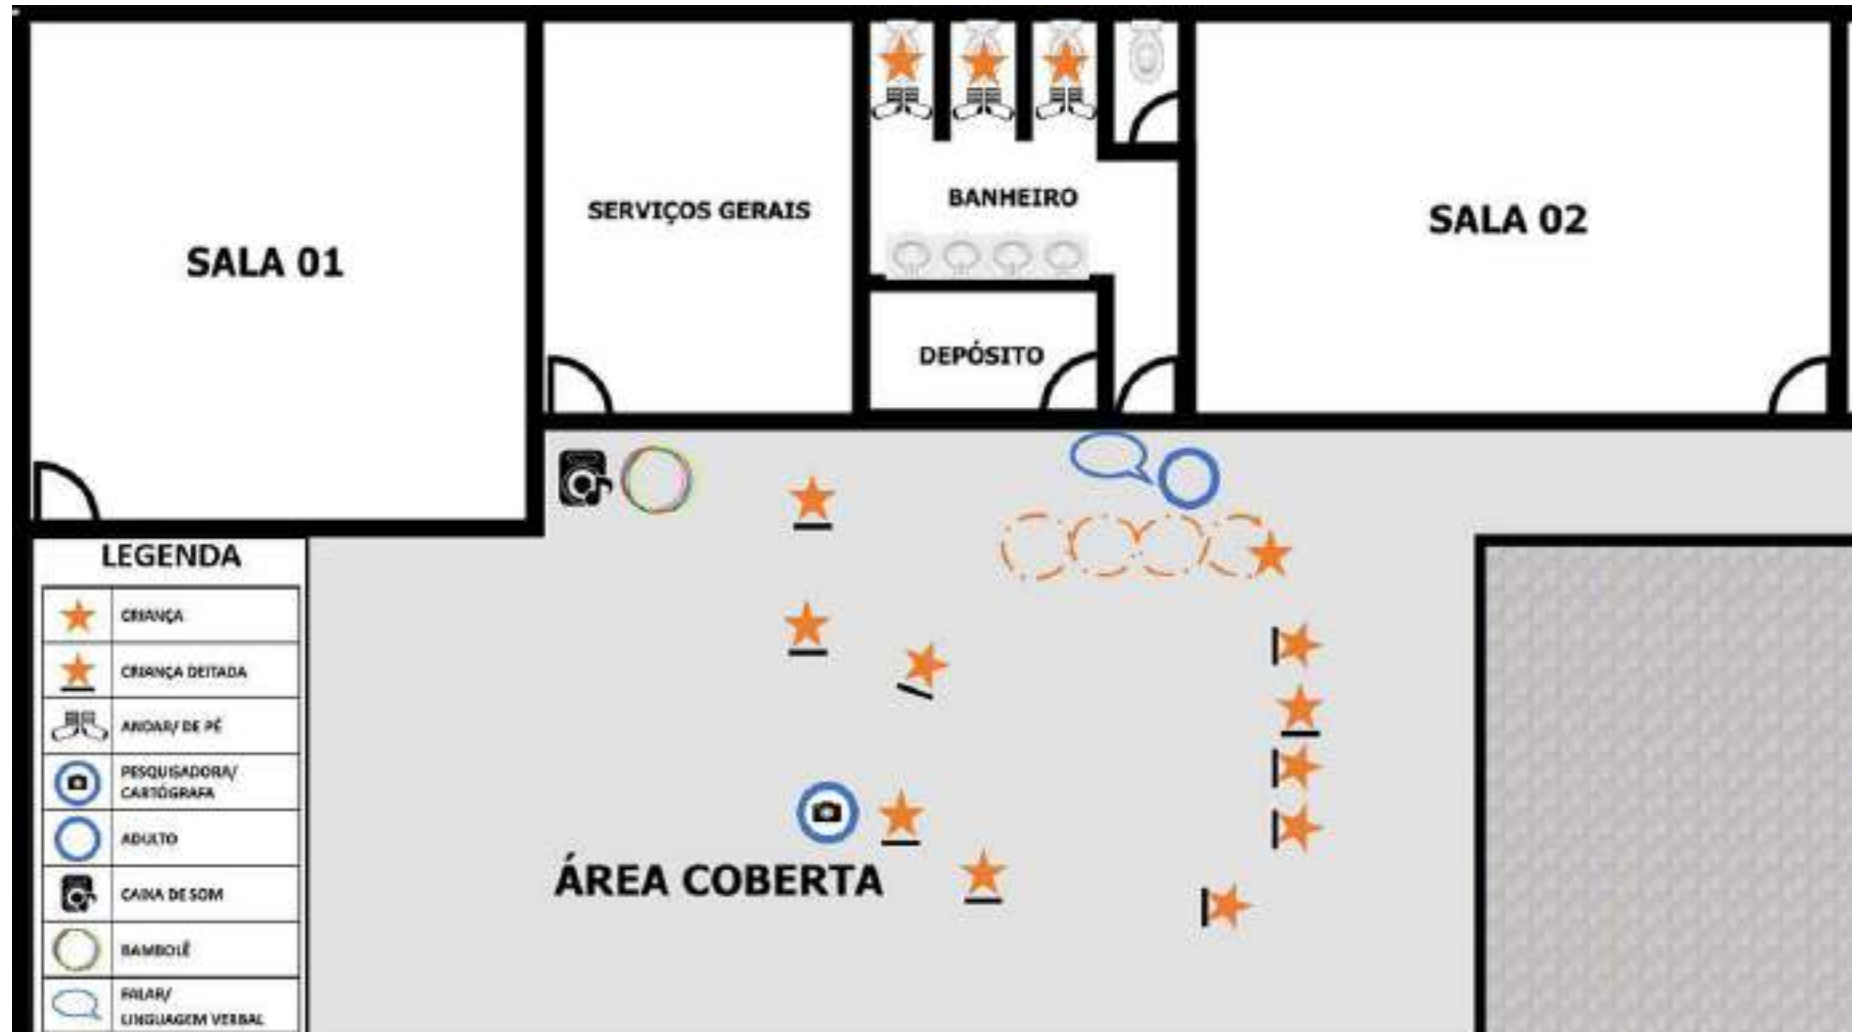 SALA 01
SERVIÇOS GERAIS
BANHEIRO
DEPÓSITO
SALA 02
ÁREA COBERTA
LEGENDA
CRIANÇA
CRIANÇA DEITADA
ANDAR/ DE PÉ
PESQUISADORA/
CARTÓGRAFA
ADULTO
CAIXA DE SOM
BAMBOLÊ
FALAR/
LINGUAGEM VERBAL